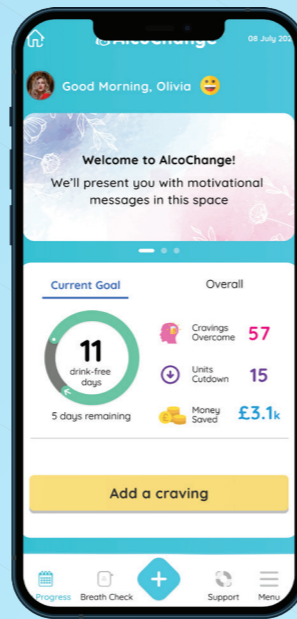 AlcoChange
08 July 202
Good Morning, Olivia
Welcome to AlcoChange!
We'll present you with motivational
messages in this space
Current Goal
Overall
11
drink-free
days
5 days remaining
Cravings
Overcome
57
Units
Cutdown
15
Money
Saved
£3.1k
Add a craving
Progress
Breath Check
+
Support
Menu